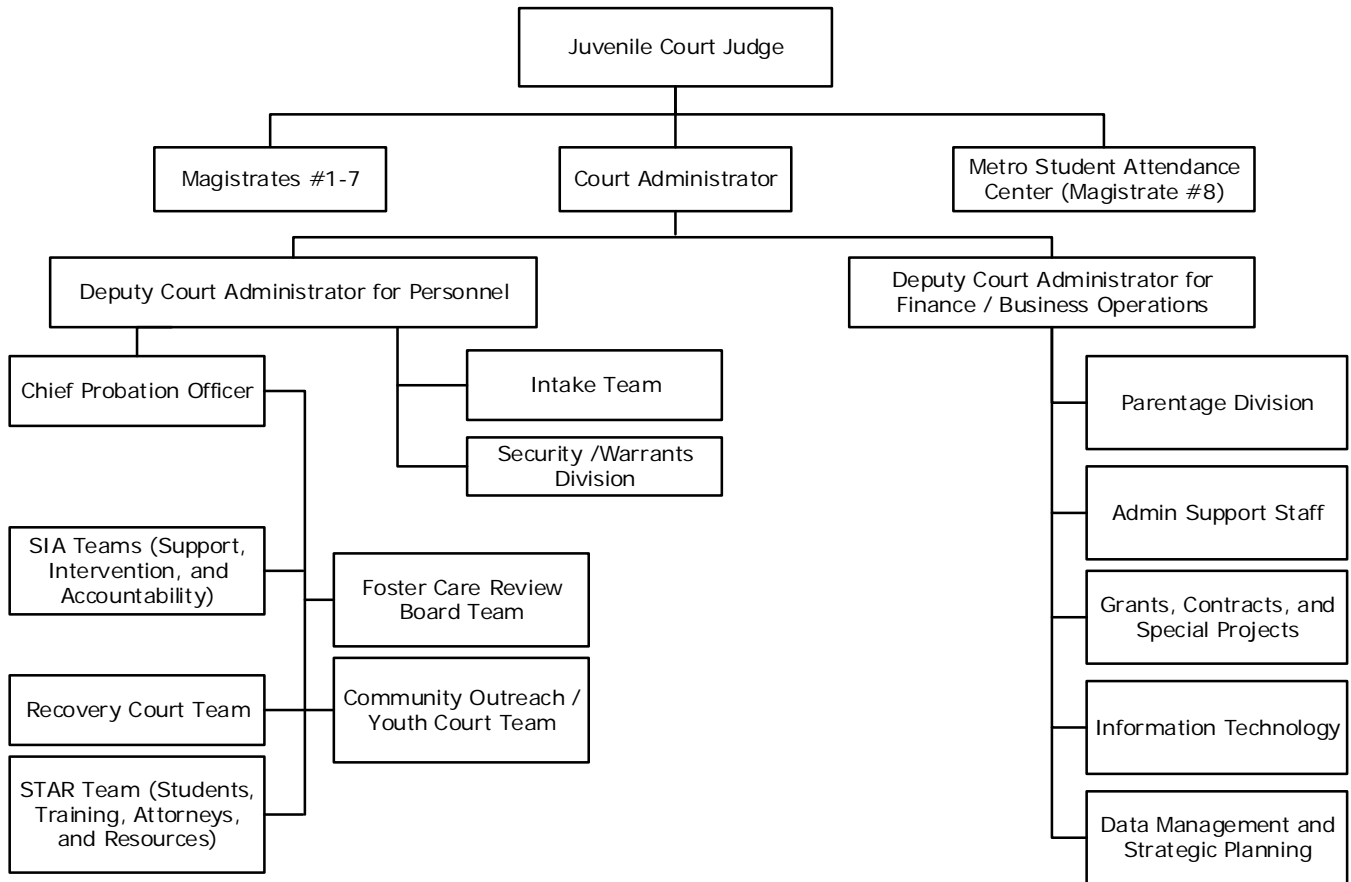 Juvenile Court Judge
Magistrates #1-7
Court Administrator
Metro Student Attendance
Center (Magistrate #8)
Deputy Court Administrator for Personnel
Deputy Court Administrator for
Finance / Business Operations
Chief Probation Officer
Intake Team
Security /Warrants
Division
SIA Teams (Support,
Intervention, and
Accountability)
Foster Care Review
Board Team
Recovery Court Team
Community Outreach /
Youth Court Team
STAR Team (Students,
Training, Attorneys,
and Resources)
Parentage Division
Admin Support Staff
Grants, Contracts, and
Special Projects
Information Technology
Data Management and
Strategic Planning